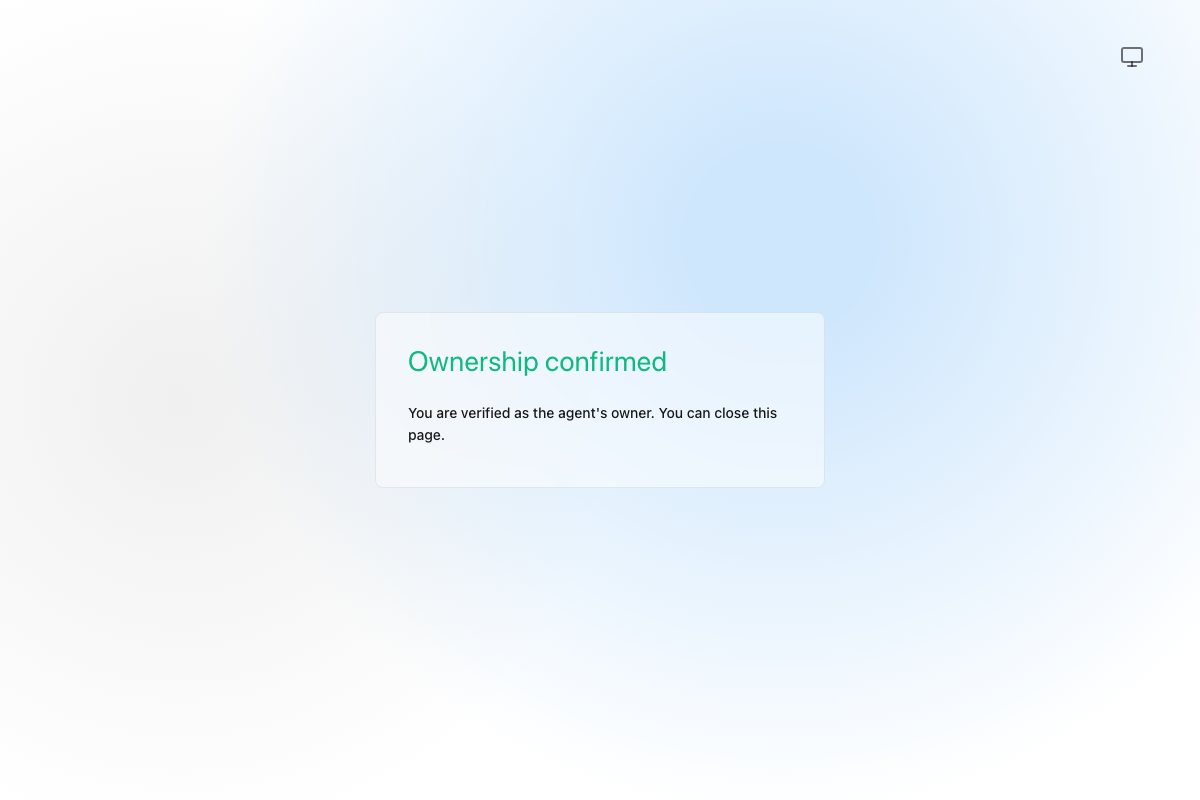 Ownership confirmed
You are verified as the agent's owner. You can close this
page.